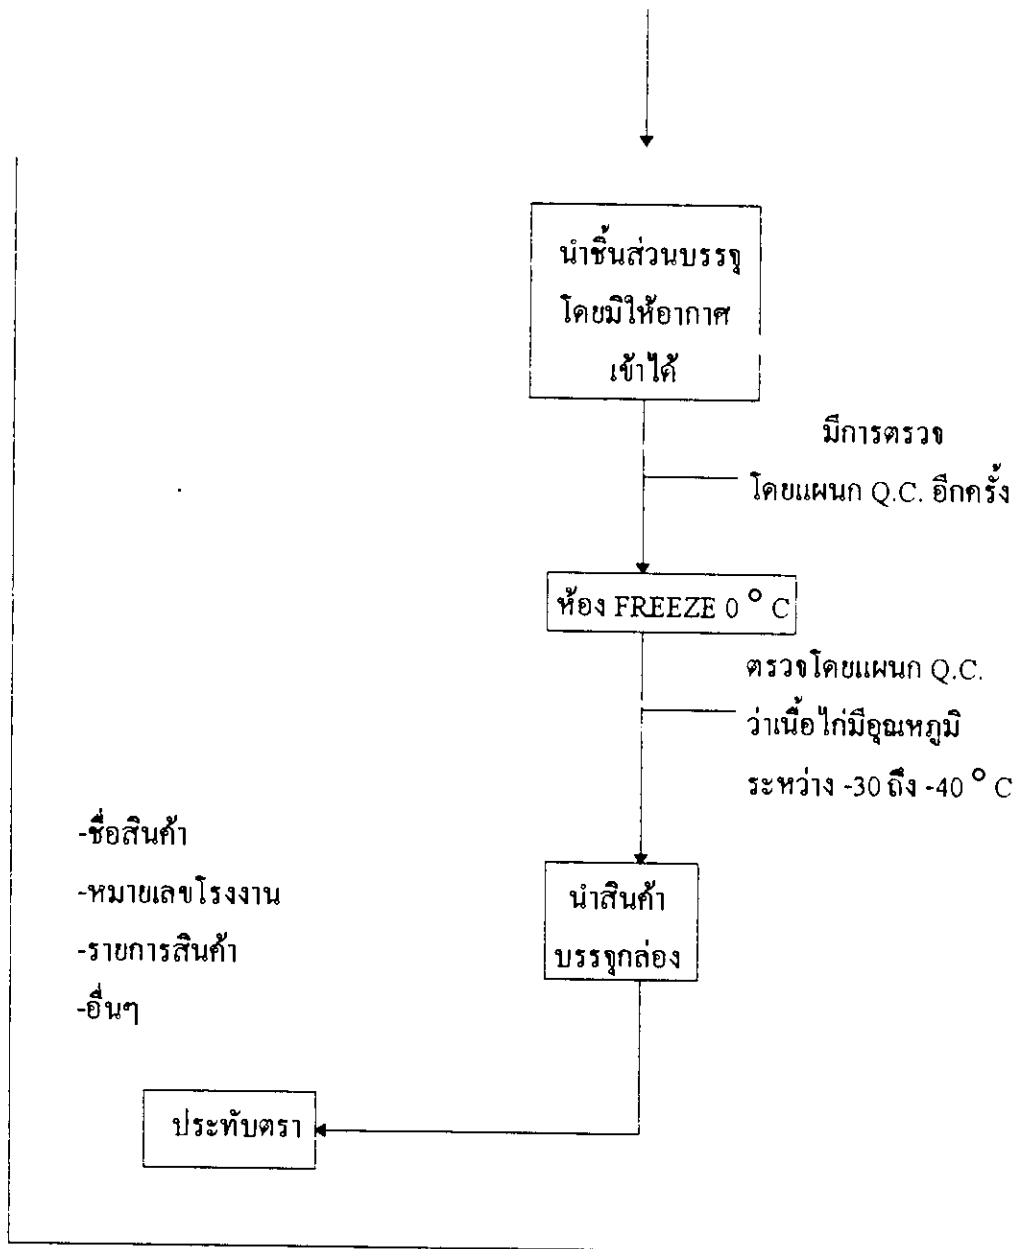 นำชิ้นส่วนบรรจุ
โดยมิให้อากาศ
เข้าได้
มีการตรวจ
โดยแผนก Q.C. อีกครั้ง
ห้อง FREEZE 0 ° C
ตรวจโดยแผนก Q.C.
ว่าเนื้อไก่มีอุณหภูมิ
ระหว่าง -30 ถึง -40 ° C
-ชื่อสินค้า
-หมายเลขโรงงาน
-รายการสินค้า
-อื่นๆ
นำสินค้า
บรรจุกล่อง
ประทับตรา